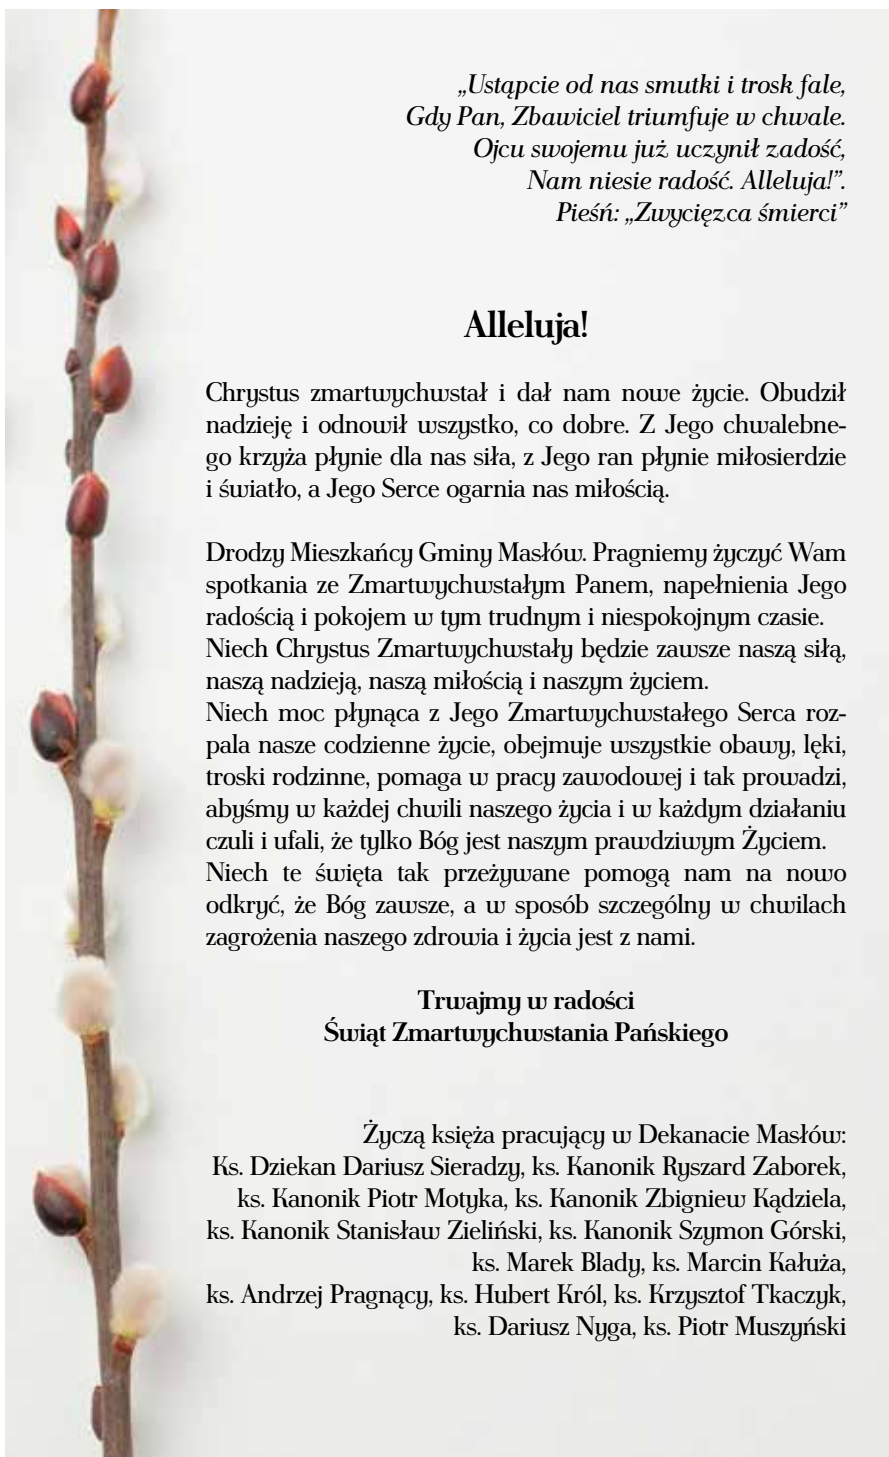 „Ustąpcie od nas smutki i trosk fale,
Gdy Pan, Zbawiciel triumfuje w chwale.
Ojcu swojemu już uczynił zadość,
Nam niesie radość. Alleluja!”.
Pieśń: „Zwycięzca śmierci”
Alleluja!
Chrystus zmartwychwstał i dał nam nowe życie. Obudził
nadzieję i odnowił wszystko, co dobre. Z Jego chwalebne-
go krzyża płynie dla nas siła, z Jego ran płynie miłosierdzie
i światło, a Jego Serce ogarnia nas miłością.
Drodzy Mieszkańcy Gminy Masłów. Pragniemy życzyć Wam
spotkania ze Zmartwychwstałym Panem, napełnienia Jego
radością i pokojem w tym trudnym i niespokojnym czasie.
Niech Chrystus Zmartwychwstały będzie zawsze naszą siłą,
naszą nadzieją, naszą miłością i naszym życiem.
Niech moc płynąca z Jego Zmartwychwstałego Serca roz-
pala nasze codzienne życie, obejmuje wszystkie obawy, lęki,
troski rodzinne, pomaga w pracy zawodowej i tak prowadzi,
abyśmy w każdej chwili naszego życia i w każdym działaniu
czuli i ufali, że tylko Bóg jest naszym prawdziwym Życiem.
Niech te święta tak przeżywane pomogą nam na nowo
odkryć, że Bóg zawsze, a w sposób szczególny w chwilach
zagrożenia naszego zdrowia i życia jest z nami.
Trwajmy w radości
Świąt Zmartwychwstania Pańskiego
Życzą księża pracujący w Dekanacie Masłów:
Ks. Dziekan Dariusz Sieradzy, ks. Kanonik Ryszard Zaborek,
ks. Kanonik Piotr Motyka, ks. Kanonik Zbigniew Kądziela,
ks. Kanonik Stanisław Zieliński, ks. Kanonik Szymon Górski,
ks. Marek Blady, ks. Marcin Kałuża,
ks. Andrzej Pragnący, ks. Hubert Król, ks. Krzysztof Tkaczyk,
ks. Dariusz Nyga, ks. Piotr Muszyński